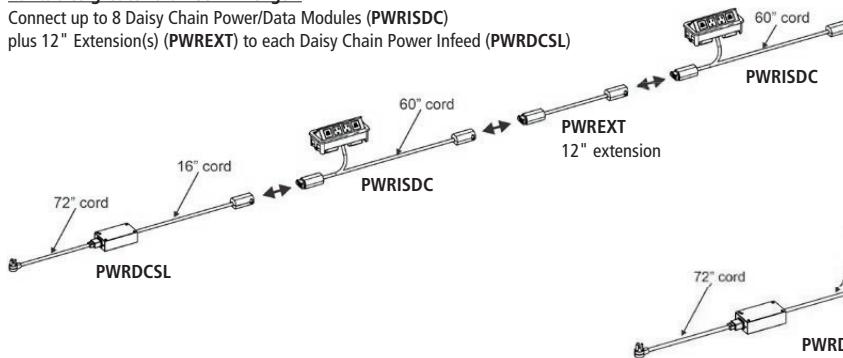 Connect up to 8 Daisy Chain Power/Data Modules (PWRISDC)
plus 12" Extension(s) (PWREXT) to each Daisy Chain Power Infeed (PWRDCSL)
60" cord
PWRISDC
60" cord
PWREXT
12" extension
16" cord
PWRISDC
72" cord
PWRDCSL
72" cord